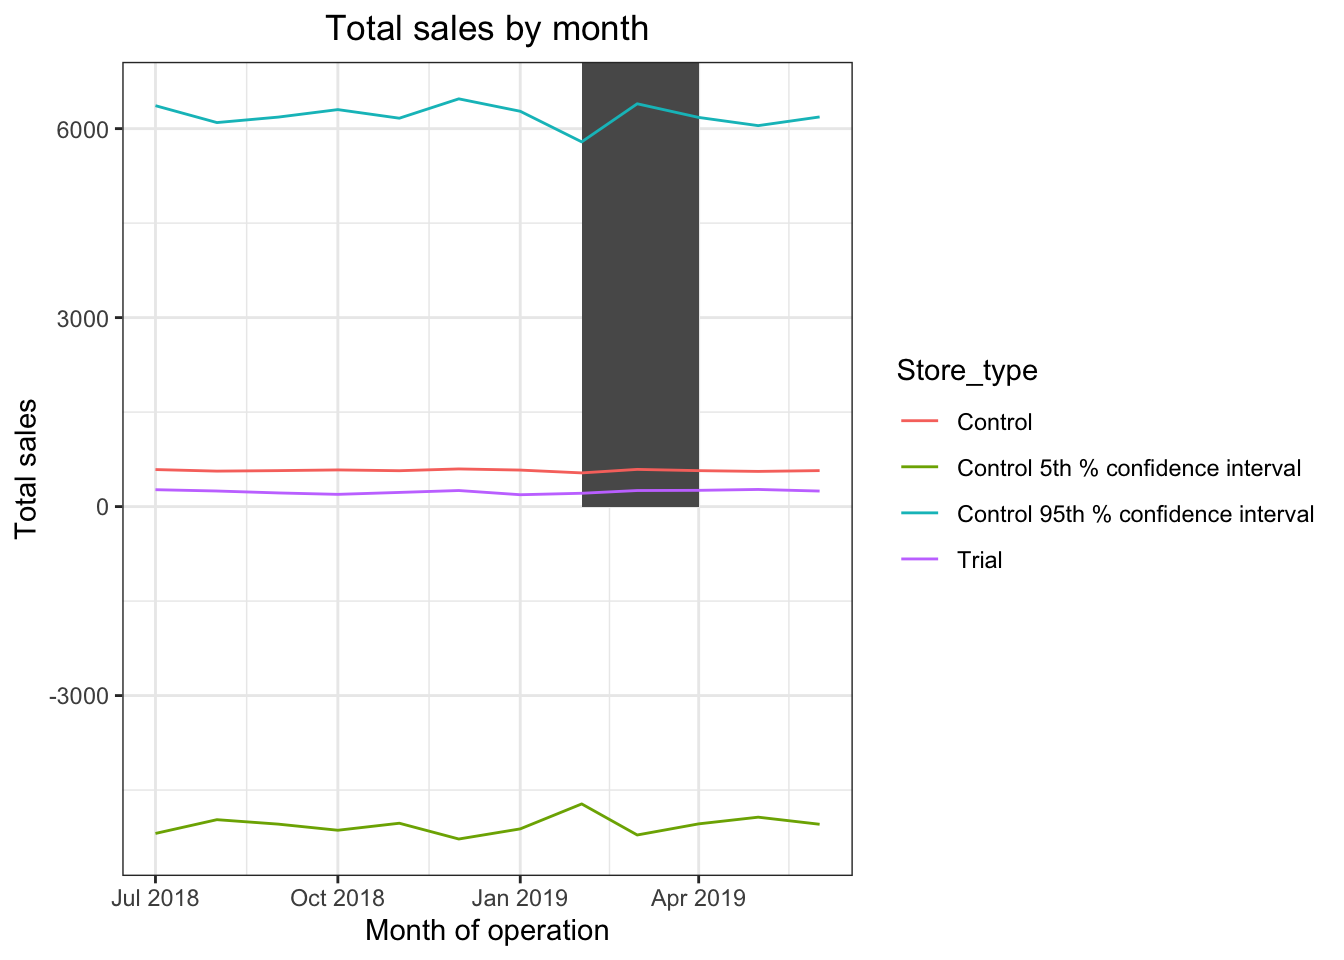 Total sales by month
6000
3000
0
-3000
Total sales
Jul 2018
Oct 2018
Jan 2019
Apr 2019
Month of operation
Store_type
Control
Control 5th % confidence interval
Control 95th % confidence interval
Trial